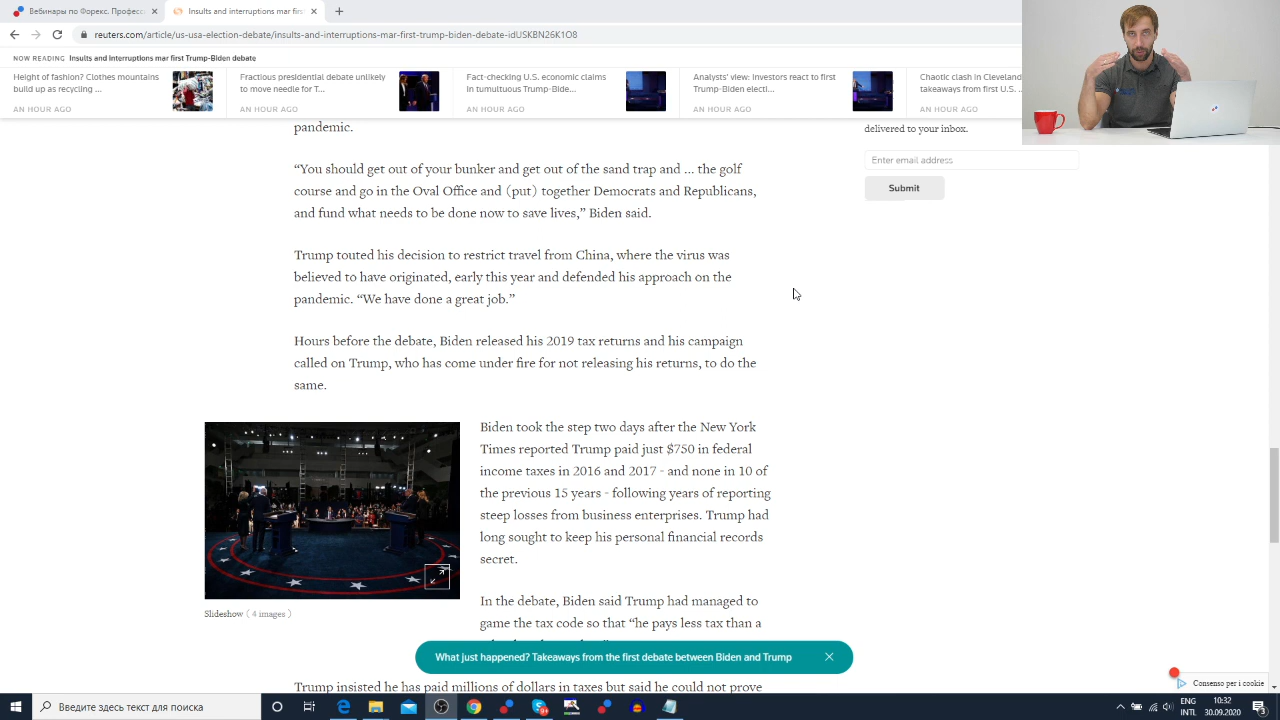 Вебинары по Форекс. Професс
Insults and Interruptions mar firs
reuters.com/article/us-usa-election-debate/insults-and-interruptions-mar-first-trump-biden-debate-idUSKBN26K1O8
NOW READING Insults and Interruptions mar first Trump-Biden debate
Height of fashion? Clothes mountains
build up as recycling ...
AN HOUR AGO
Fractious presidential debate unlikely
to move needle for T...
AN HOUR AGO
Fact-checking U.S. economic claims
in tumultuous Trump-Bide...
AN HOUR AGO
Analysts' view: Investors react to first
Trump-Biden electi...
AN HOUR AGO
Chaotic clash in Cleveland
takeaways from first U.S. ..
AN HOUR AGO
pandemic.
“You should get out of your bunker and get out of the sand trap and … the golf
course and go in the Oval Office and (put) together Democrats and Republicans,
and fund what needs to be done now to save lives,” Biden said.
Trump touted his decision to restrict travel from China, where the virus was
believed to have originated, early this year and defended his approach on the
pandemic. “We have done a great job.”
Hours before the debate, Biden released his 2019 tax returns and his campaign
called on Trump, who has come under fire for not releasing his returns, to do the
same.
Biden took the step two days after the New York
Times reported Trump paid just $750 in federal
income taxes in 2016 and 2017 - and none in 10 of
the previous 15 years - following years of reporting
steep losses from business enterprises. Trump had
long sought to keep his personal financial records
secret.
Slideshow ( 4 images )
In the debate, Biden said Trump had managed to
game the tax code so that “he pays less tax than a
What just happened? Takeaways from the first debate between Biden and Trump
Trump insisted he has paid millions of dollars in taxes but said he could not prove
delivered to your inbox.
Enter email address
Submit
Consenso per i cookie
Введите здесь текст для поиска
INTL
10:32
30.09.2020
3